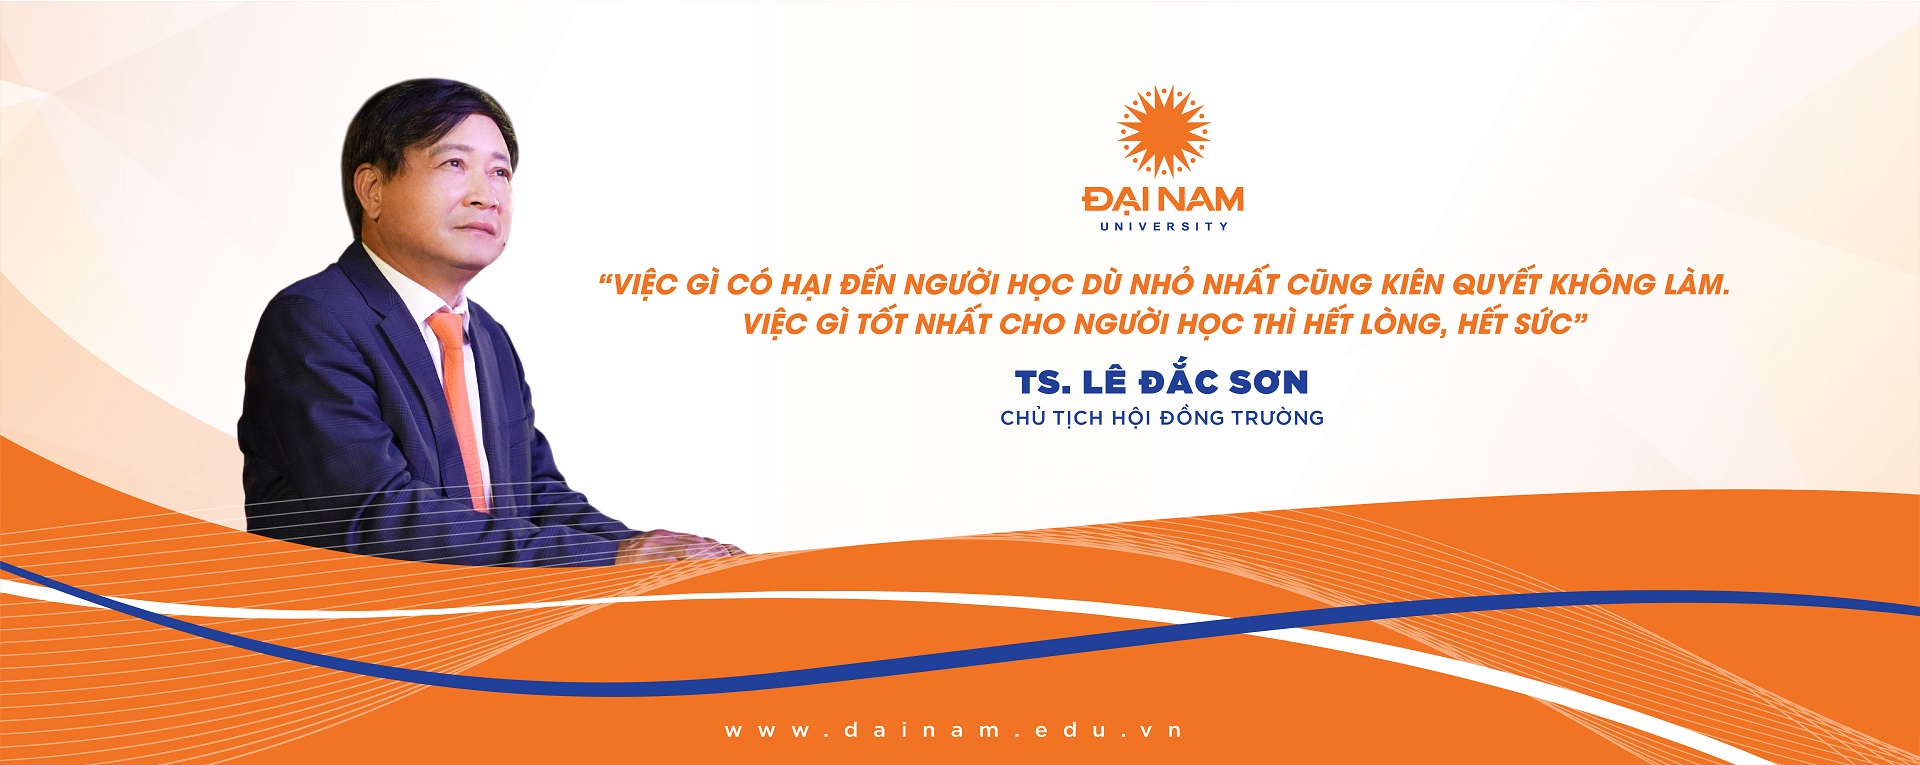 ĐẠI NAM
UNIVERSITY
“VIỆC GÌ CÓ HẠI ĐẾN NGƯỜI HỌC DÙ NHỎ NHẤT CŨNG KIÊN QUYẾT KHÔNG LÀM.
VIỆC GÌ TỐT NHẤT CHO NGƯỜI HỌC THÌ HẾT LÒNG, HẾT SỨC”
TS. LÊ ĐẮC SƠN
CHỦ TỊCH HỘI ĐỒNG TRƯỜNG
www.dainam.edu.vn